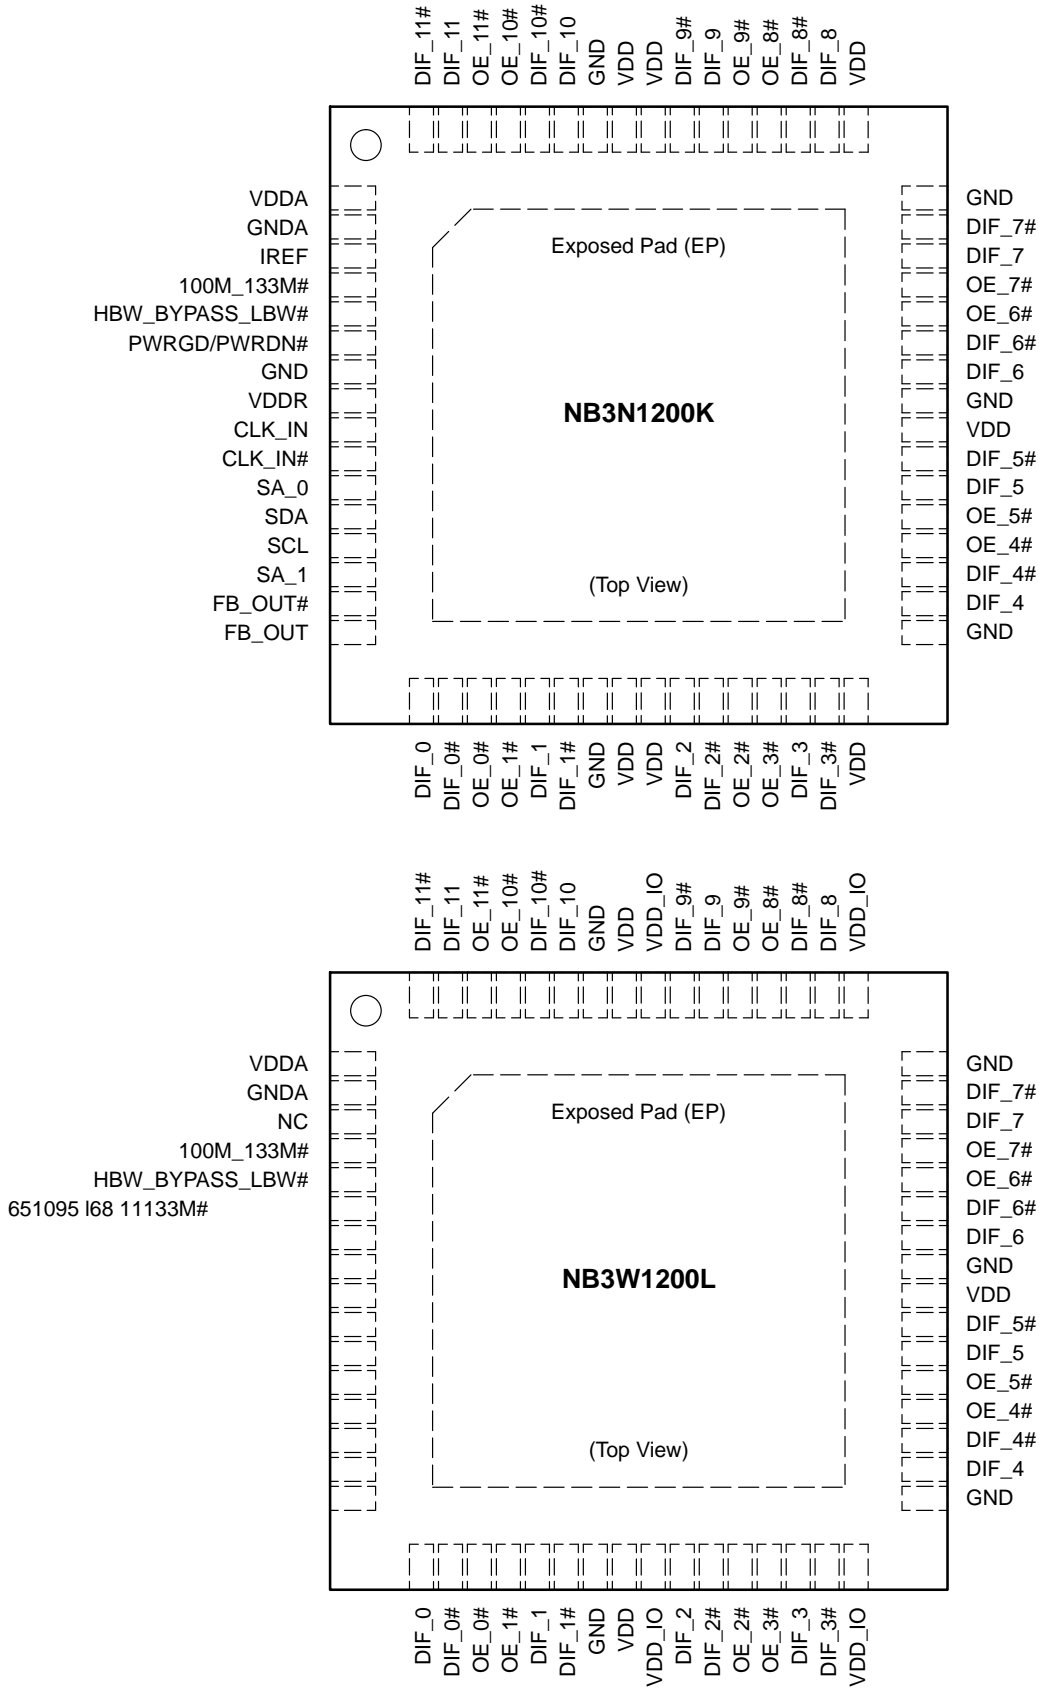 DIF_11#
DIF_11
OE_11#
OE_10#
DIF_10#
DIF_10
GND
VDD
VDD
DIF_9#
DIF_9
OE_9#
OE_8#
DIF_8#
DIF_8
VDD
VDDA
GNDA
IREF
100M_133M#
HBW_BYPASS_LBW#
PWRGD/PWRDN#
GND
VDDR
CLK_IN
CLK_IN#
SA_0
SDA
SCL
SA_1
FB_OUT#
FB_OUT
Exposed Pad (EP)
NB3N1200K
(Top View)
GND
DIF_7#
DIF_7
OE_7#
OE_6#
DIF_6#
DIF_6
GND
VDD
DIF_5#
DIF_5
OE_5#
OE_4#
DIF_4#
DIF_4
GND
DIF_0
DIF_0#
OE_0#
OE_1#
DIF_1
DIF_1#
GND
VDD
VDD
DIF_2
DIF_2#
OE_2#
OE_3#
DIF_3
DIF_3#
VDD
DIF_11#
DIF_11
OE_11#
OE_10#
DIF_10#
DIF_10
GND
VDD
VDD_IO
DIF_9#
DIF_9
OE_9#
OE_8#
DIF_8#
DIF_8
VDD_IO
VDDA
GNDA
NC
100M_133M#
HBW_BYPASS_LBW#
651095 I68 11133M#
Exposed Pad (EP)
NB3W1200L
(Top View)
GND
DIF_7#
DIF_7
OE_7#
OE_6#
DIF_6#
DIF_6
GND
VDD
DIF_5#
DIF_5
OE_5#
OE_4#
DIF_4#
DIF_4
GND
DIF_0
DIF_0#
OE_0#
OE_1#
DIF_1
DIF_1#
GND
VDD
VDD_IO
DIF_2
DIF_2#
OE_2#
OE_3#
DIF_3
DIF_3#
VDD_IO